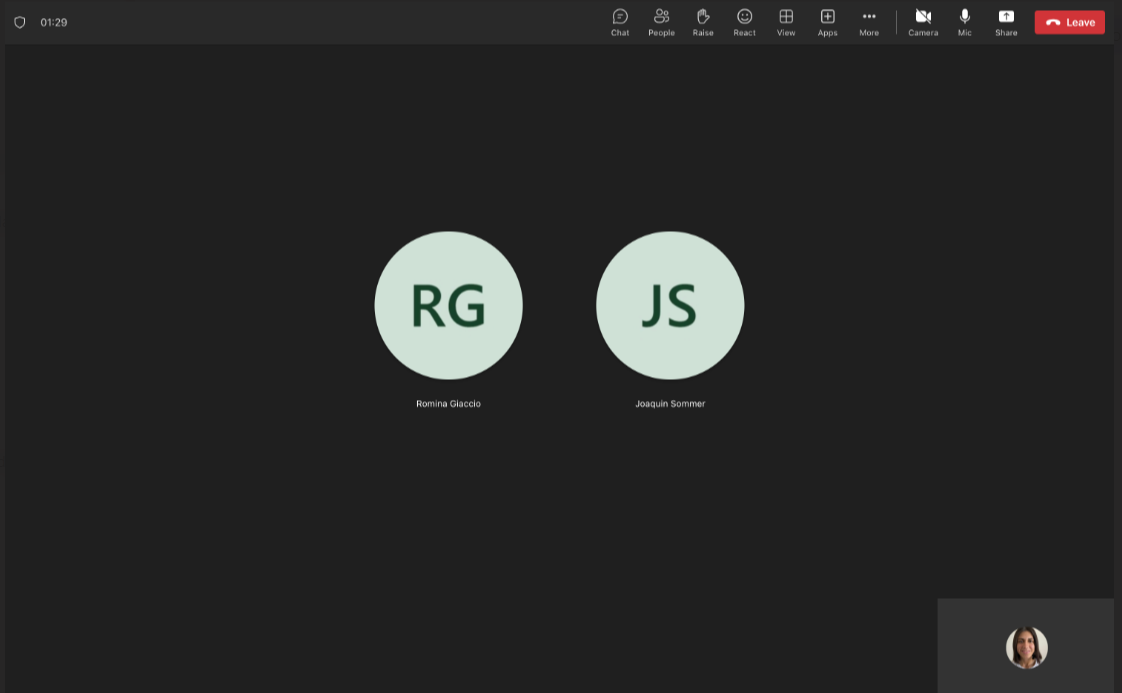 01:29
Chat People Raise React View Apps More Camera Mic Share Leave
RG JS
Romina Giaccio Joaquin Sommer